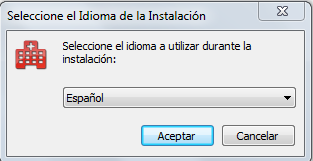 Seleccione el Idioma de la Instalación
Seleccione el idioma a utilizar durante la
instalación:
Español
Aceptar
Cancelar